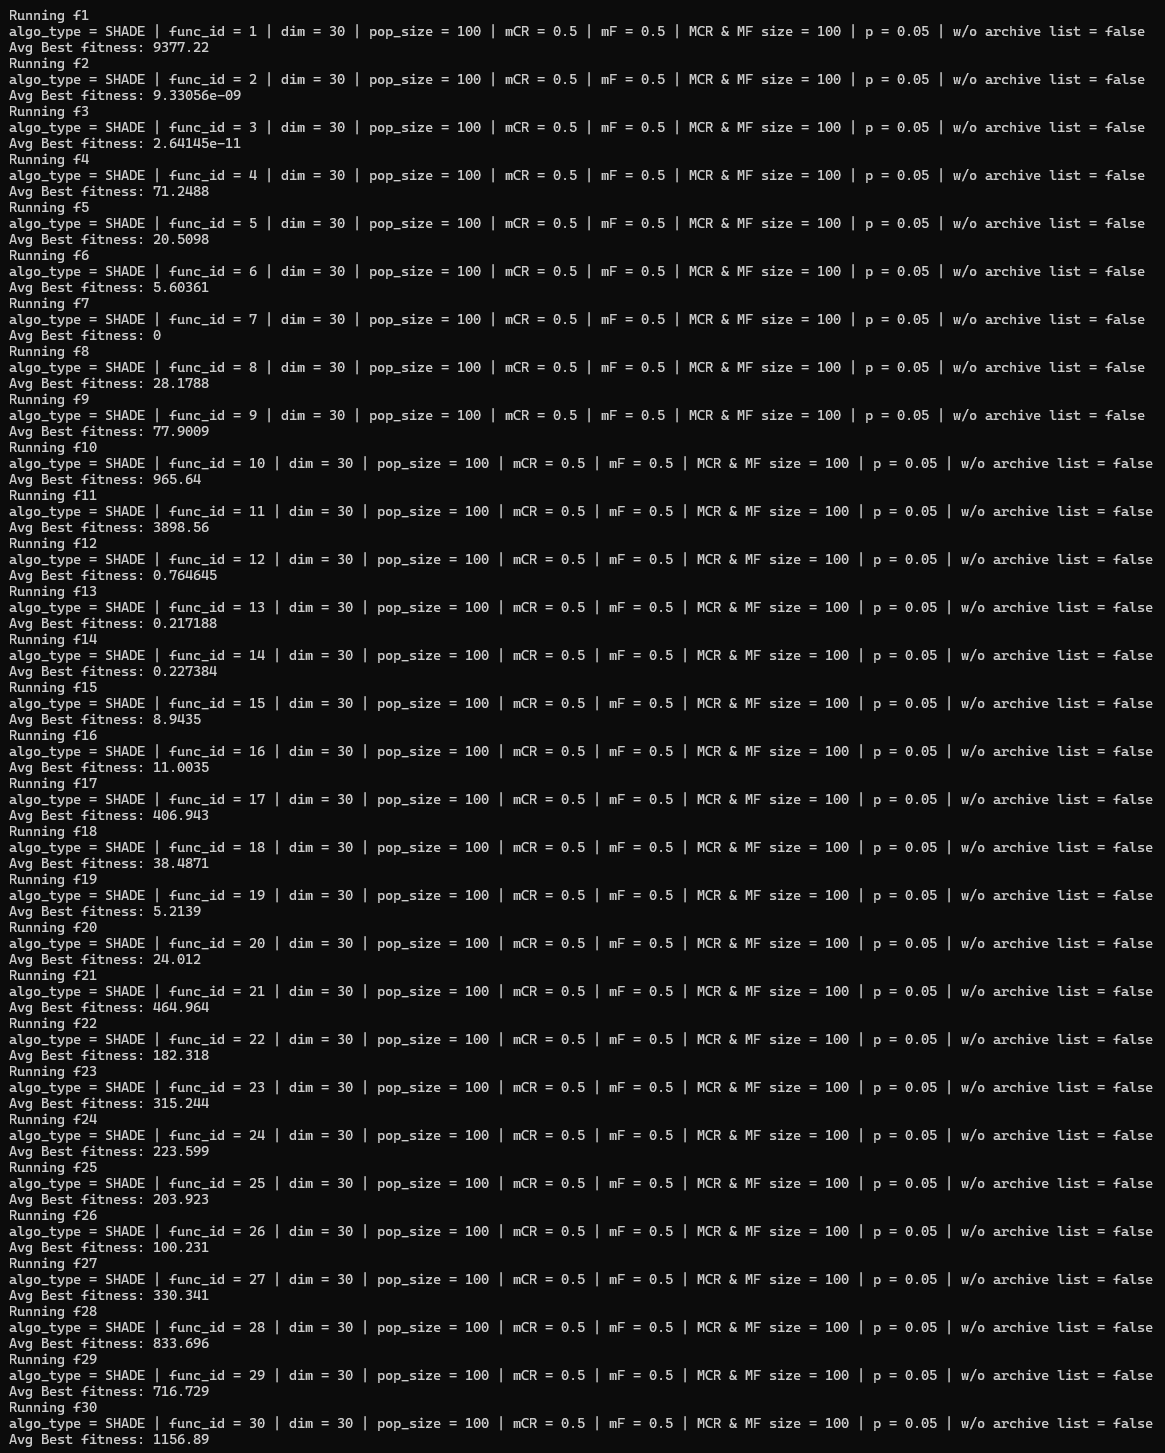 Running f1
algo_type = SHADE | func_id = 1 | dim = 30 | pop_size = 100 | mCR = 0.5 | mF = 0.5 | MCR & MF size = 100 | p = 0.05 | w/o archive list = false
Avg Best fitness: 9377.22
Running f2
algo_type = SHADE | func_id = 2 | dim = 30 | pop_size = 100 | mCR = 0.5 | mF = 0.5 | MCR & MF size = 100 | p = 0.05 | w/o archive list = false
Avg Best fitness: 9.33056e-09
Running f3
algo_type = SHADE | func_id = 3 | dim = 30 | pop_size = 100 | mCR = 0.5 | mF = 0.5 | MCR & MF size = 100 | p = 0.05 | w/o archive list = false
Avg Best fitness: 2.64145e-11
Running f4
algo_type = SHADE | func_id = 4 | dim = 30 | pop_size = 100 | mCR = 0.5 | mF = 0.5 | MCR & MF size = 100 | p = 0.05 | w/o archive list = false
Avg Best fitness: 71.2488
Running f5
algo_type = SHADE | func_id = 5 | dim = 30 | pop_size = 100 | mCR = 0.5 | mF = 0.5 | MCR & MF size = 100 | p = 0.05 | w/o archive list = false
Avg Best fitness: 20.5098
Running f6
algo_type = SHADE | func_id = 6 | dim = 30 | pop_size = 100 | mCR = 0.5 | mF = 0.5 | MCR & MF size = 100 | p = 0.05 | w/o archive list = false
Avg Best fitness: 5.60361
Running f7
algo_type = SHADE | func_id = 7 | dim = 30 | pop_size = 100 | mCR = 0.5 | mF = 0.5 | MCR & MF size = 100 | p = 0.05 | w/o archive list = false
Avg Best fitness: 0
Running f8
algo_type = SHADE | func_id = 8 | dim = 30 | pop_size = 100 | mCR = 0.5 | mF = 0.5 | MCR & MF size = 100 | p = 0.05 | w/o archive list = false
Avg Best fitness: 28.1788
Running f9
algo_type = SHADE | func_id = 9 | dim = 30 | pop_size = 100 | mCR = 0.5 | mF = 0.5 | MCR & MF size = 100 | p = 0.05 | w/o archive list = false
Avg Best fitness: 77.9009
Running f10
algo_type = SHADE | func_id = 10 | dim = 30 | pop_size = 100 | mCR = 0.5 | mF = 0.5 | MCR & MF size = 100 | p = 0.05 | w/o archive list = false
Avg Best fitness: 965.64
Running f11
algo_type = SHADE | func_id = 11 | dim = 30 | pop_size = 100 | mCR = 0.5 | mF = 0.5 | MCR & MF size = 100 | p = 0.05 | w/o archive list = false
Avg Best fitness: 3898.56
Running f12
algo_type = SHADE | func_id = 12 | dim = 30 | pop_size = 100 | mCR = 0.5 | mF = 0.5 | MCR & MF size = 100 | p = 0.05 | w/o archive list = false
Avg Best fitness: 0.764645
Running f13
algo_type = SHADE | func_id = 13 | dim = 30 | pop_size = 100 | mCR = 0.5 | mF = 0.5 | MCR & MF size = 100 | p = 0.05 | w/o archive list = false
Avg Best fitness: 0.217188
Running f14
algo_type = SHADE | func_id = 14 | dim = 30 | pop_size = 100 | mCR = 0.5 | mF = 0.5 | MCR & MF size = 100 | p = 0.05 | w/o archive list = false
Avg Best fitness: 0.227384
Running f15
algo_type = SHADE | func_id = 15 | dim = 30 | pop_size = 100 | mCR = 0.5 | mF = 0.5 | MCR & MF size = 100 | p = 0.05 | w/o archive list = false
Avg Best fitness: 8.9435
Running f16
algo_type = SHADE | func_id = 16 | dim = 30 | pop_size = 100 | mCR = 0.5 | mF = 0.5 | MCR & MF size = 100 | p = 0.05 | w/o archive list = false
Avg Best fitness: 11.0035
Running f17
algo_type = SHADE | func_id = 17 | dim = 30 | pop_size = 100 | mCR = 0.5 | mF = 0.5 | MCR & MF size = 100 | p = 0.05 | w/o archive list = false
Avg Best fitness: 406.943
Running f18
algo_type = SHADE | func_id = 18 | dim = 30 | pop_size = 100 | mCR = 0.5 | mF = 0.5 | MCR & MF size = 100 | p = 0.05 | w/o archive list = false
Avg Best fitness: 38.4871
Running f19
algo_type = SHADE | func_id = 19 | dim = 30 | pop_size = 100 | mCR = 0.5 | mF = 0.5 | MCR & MF size = 100 | p = 0.05 | w/o archive list = false
Avg Best fitness: 5.2139
Running f20
algo_type = SHADE | func_id = 20 | dim = 30 | pop_size = 100 | mCR = 0.5 | mF = 0.5 | MCR & MF size = 100 | p = 0.05 | w/o archive list = false
Avg Best fitness: 24.012
Running f21
algo_type = SHADE | func_id = 21 | dim = 30 | pop_size = 100 | mCR = 0.5 | mF = 0.5 | MCR & MF size = 100 | p = 0.05 | w/o archive list = false
Avg Best fitness: 464.964
Running f22
algo_type = SHADE | func_id = 22 | dim = 30 | pop_size = 100 | mCR = 0.5 | mF = 0.5 | MCR & MF size = 100 | p = 0.05 | w/o archive list = false
Avg Best fitness: 182.318
Running f23
algo_type = SHADE | func_id = 23 | dim = 30 | pop_size = 100 | mCR = 0.5 | mF = 0.5 | MCR & MF size = 100 | p = 0.05 | w/o archive list = false
Avg Best fitness: 315.244
Running f24
algo_type = SHADE | func_id = 24 | dim = 30 | pop_size = 100 | mCR = 0.5 | mF = 0.5 | MCR & MF size = 100 | p = 0.05 | w/o archive list = false
Avg Best fitness: 223.599
Running f25
algo_type = SHADE | func_id = 25 | dim = 30 | pop_size = 100 | mCR = 0.5 | mF = 0.5 | MCR & MF size = 100 | p = 0.05 | w/o archive list = false
Avg Best fitness: 203.923
Running f26
algo_type = SHADE | func_id = 26 | dim = 30 | pop_size = 100 | mCR = 0.5 | mF = 0.5 | MCR & MF size = 100 | p = 0.05 | w/o archive list = false
Avg Best fitness: 100.231
Running f27
algo_type = SHADE | func_id = 27 | dim = 30 | pop_size = 100 | mCR = 0.5 | mF = 0.5 | MCR & MF size = 100 | p = 0.05 | w/o archive list = false
Avg Best fitness: 330.341
Running f28
algo_type = SHADE | func_id = 28 | dim = 30 | pop_size = 100 | mCR = 0.5 | mF = 0.5 | MCR & MF size = 100 | p = 0.05 | w/o archive list = false
Avg Best fitness: 833.696
Running f29
algo_type = SHADE | func_id = 29 | dim = 30 | pop_size = 100 | mCR = 0.5 | mF = 0.5 | MCR & MF size = 100 | p = 0.05 | w/o archive list = false
Avg Best fitness: 716.729
Running f30
algo_type = SHADE | func_id = 30 | dim = 30 | pop_size = 100 | mCR = 0.5 | mF = 0.5 | MCR & MF size = 100 | p = 0.05 | w/o archive list = false
Avg Best fitness: 1156.89